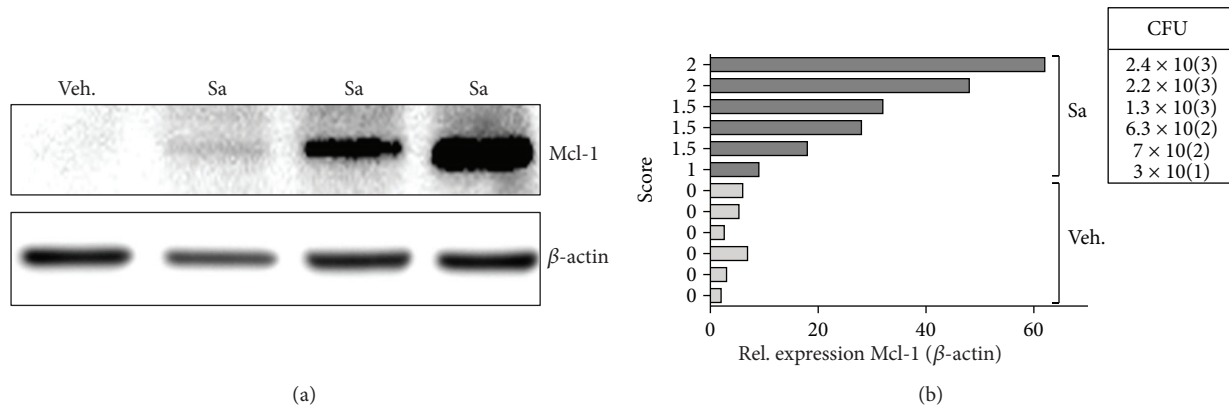 Veh.
Sa
Sa
Sa
Mcl-1
β-actin
(a)
Score
2
2
1.5
1.5
1.5
1
0
0
0
0
0
0
0
20
40
60
Rel. expression Mcl-1 (β-actin)
Sa
Veh.
CFU
2.4 × 10(3)
2.2 × 10(3)
1.3 × 10(3)
6.3 × 10(2)
7 × 10(2)
3 × 10(1)
(b)